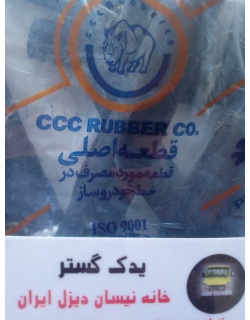 CCC RUBBER CO.
قطعه اصلی
قطعه مورد مصرف در
خط خودروساز
ISO 9001
یدک گستر
خانه نیسان دیزل ایران